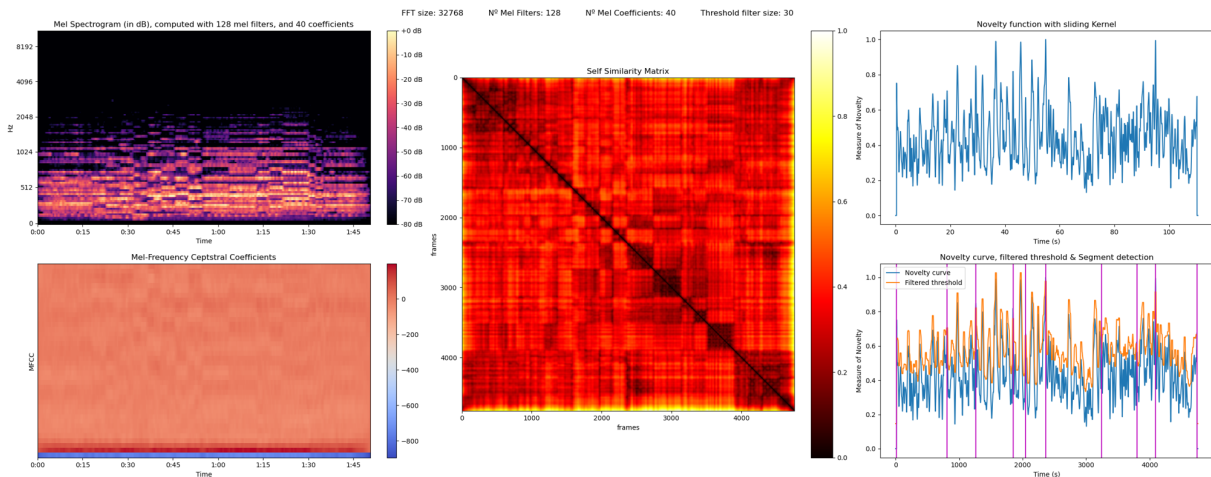 FFT size: 32768 Nº Mel Filters: 128 Nº Mel Coefficients: 40 Threshold filter size: 30
Mel Spectrogram (in dB), computed with 128 mel filters, and 40 coefficients
Hz
8192
4096
2048
1024
512
0
0:00 0:15 0:30 0:45 1:00 1:15 1:30 1:45
Time
+0 dB
-10 dB
-20 dB
-30 dB
-40 dB
-50 dB
-60 dB
-70 dB
-80 dB
Mel-Frequency Ceptstral Coefficients
MFCC
0:00 0:15 0:30 0:45 1:00 1:15 1:30 1:45
Time
0
−200
−400
−600
−800
Self Similarity Matrix
frames
0
1000
2000
3000
4000
0 1000 2000 3000 4000
frames
1.0
0.8
0.6
0.4
0.2
0.0
Novelty function with sliding Kernel
Measure of Novelty
1.0
0.8
0.6
0.4
0.2
0.0
0 20 40 60 80 100
Time (s)
Novelty curve, filtered threshold & Segment detection
Novelty curve
Filtered threshold
Measure of Novelty
1.0
0.8
0.6
0.4
0.2
0.0
0 1000 2000 3000 4000
Time (s)